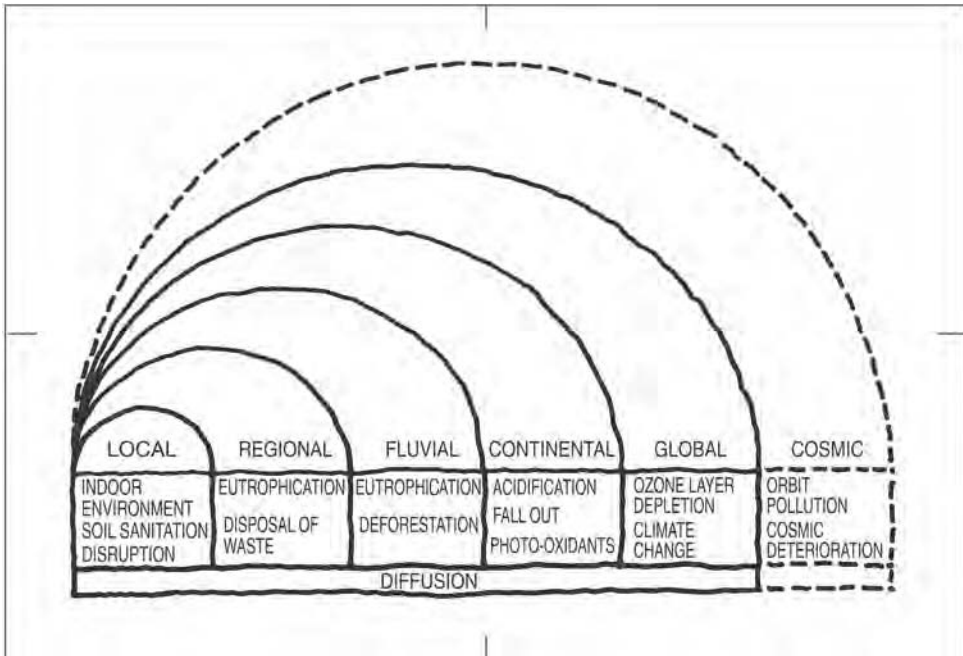 LOCAL
REGIONAL
FLUVIAL
CONTINENTAL
GLOBAL
COSMIC
INDOOR
ENVIRONMENT
SOIL SANITATION
DISRUPTION
EUTROPHICATION
DISPOSAL OF
WASTE
EUTROPHICATION
DEFORESTATION
ACIDIFICATION
FALL OUT
PHOTO-OXIDANTS
OZONE LAYER
DEPLETION
CLIMATE
CHANGE
ORBIT
POLLUTION
COSMIC
DETERIORATION
DIFFUSION